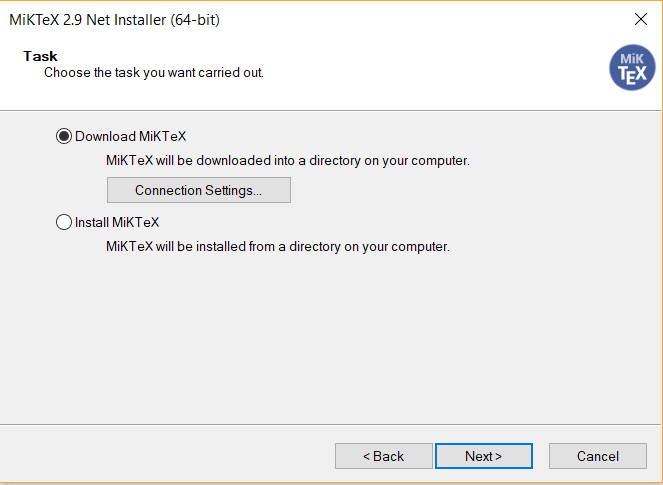 MiKTeX 2.9 Net Installer (64-bit)
Task
Choose the task you want carried out.
MiK
TEX
Download MiKTeX
MiKTeX will be downloaded into a directory on your computer.
Connection Settings...
Install MiKTeX
MiKTeX will be installed from a directory on your computer.
< Back
Next >
Cancel